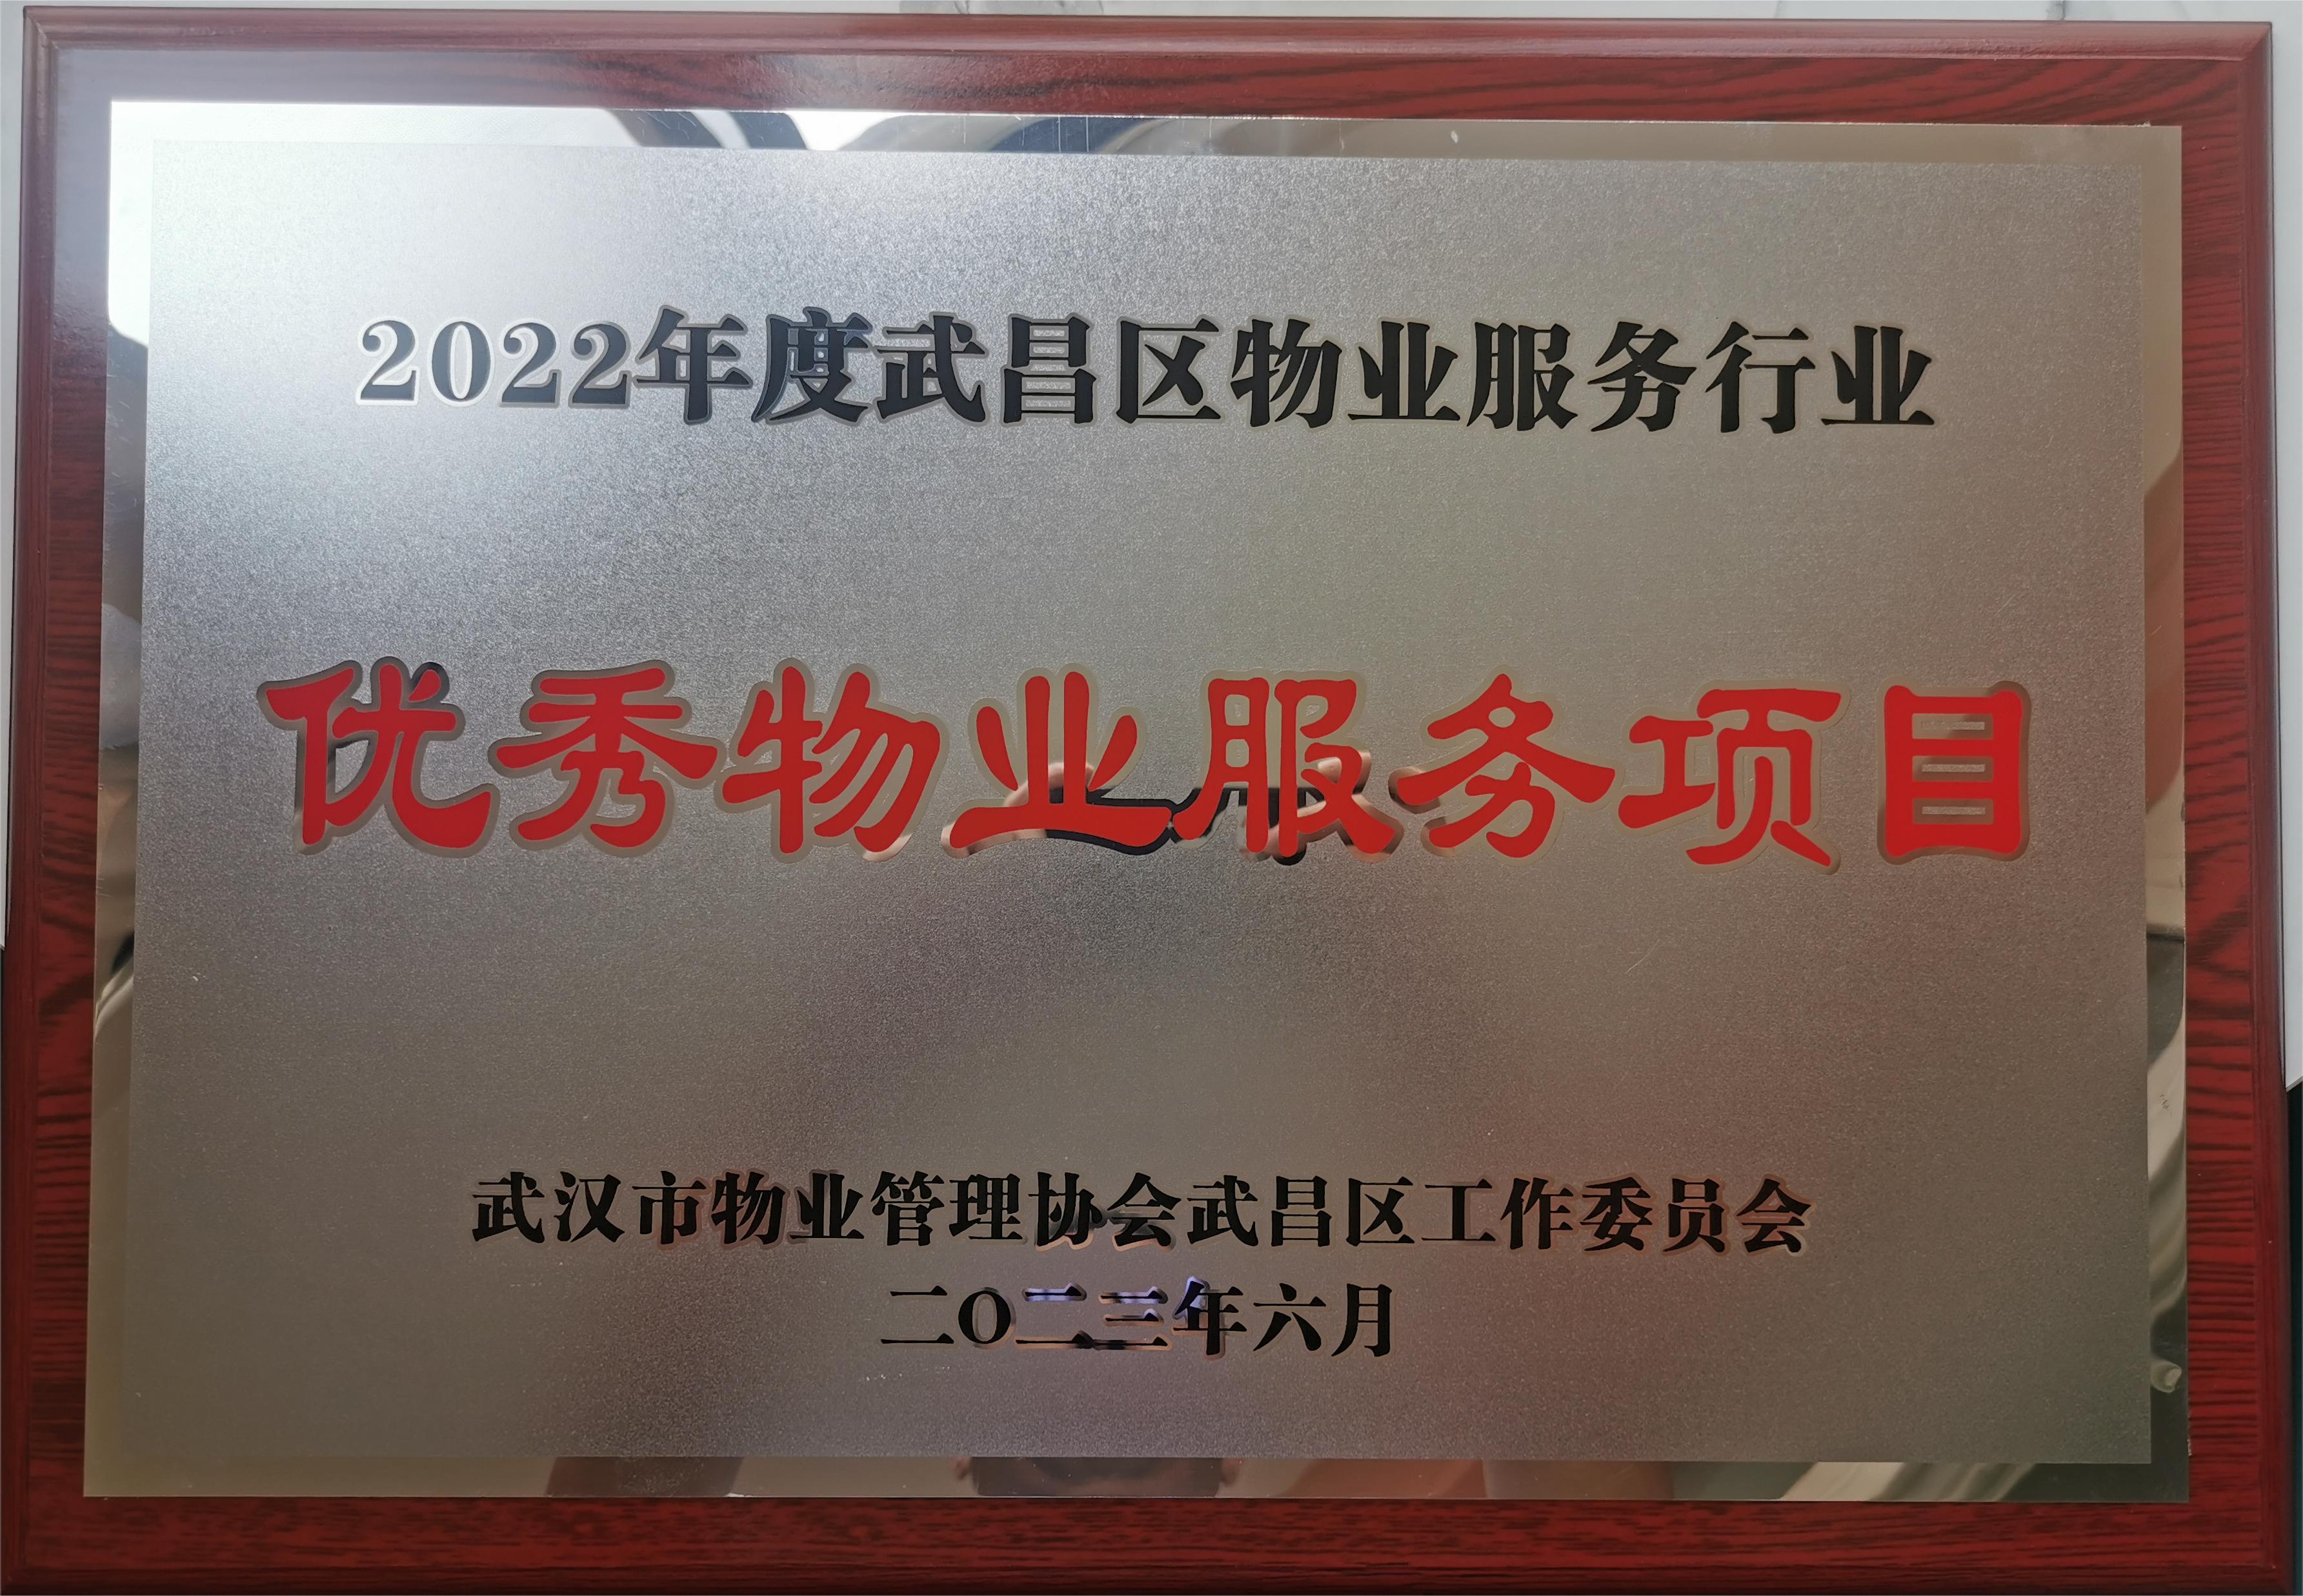 2022年度武昌区物业服务行业
优秀物业服务项目
武汉市物业管理协会武昌区工作委员会
二〇二三年六月